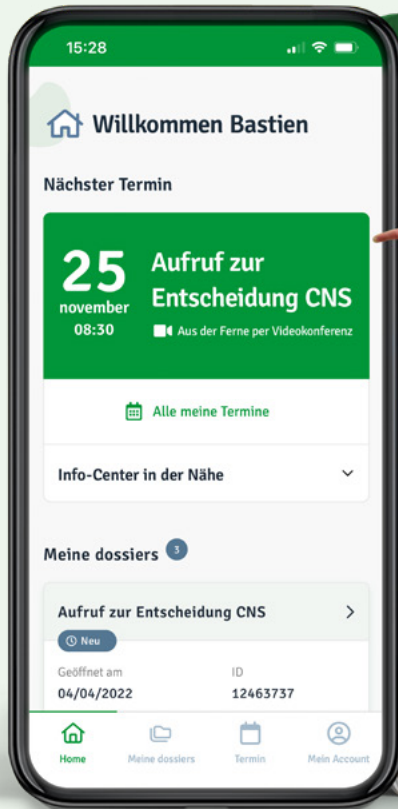 15:28
Willkommen Bastien
Nächster Termin
25
november
08:30
Aufruf zur
Entscheidung CNS
Aus der Ferne per Videokonferenz
Alle meine Termine
Info-Center in der Nähe
Meine dossiers 3
Aufruf zur Entscheidung CNS
Neu
Geöffnet am
04/04/2022
ID
12463737
Home
Meine dossiers
Termin
Mein Account